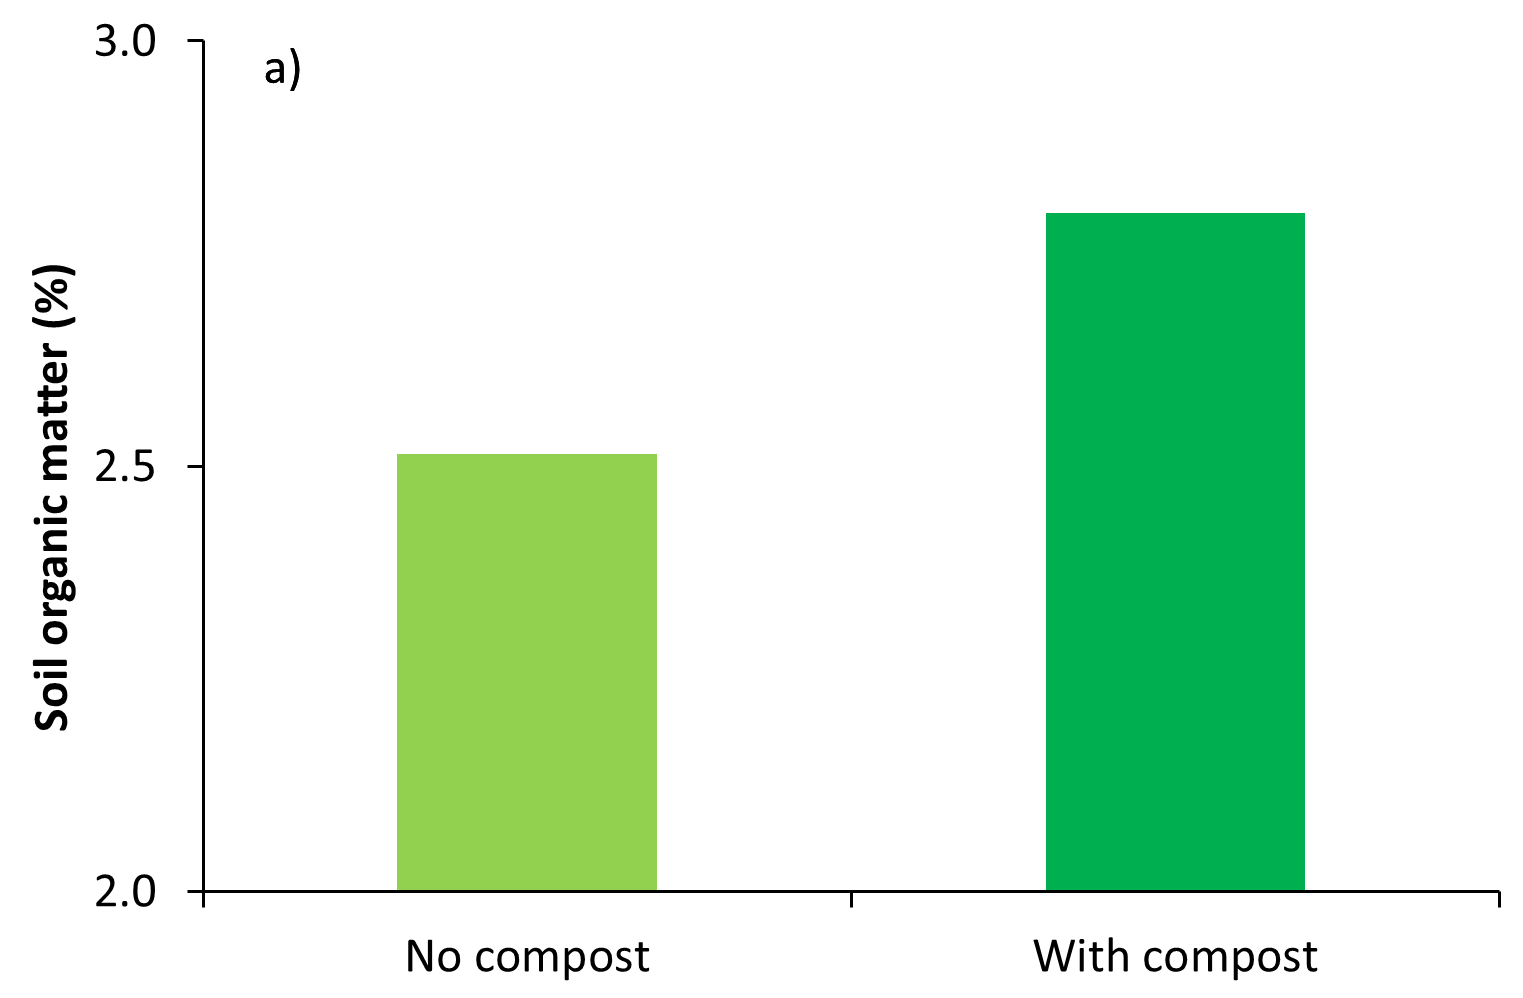 3.0
a)
Soil organic matter (%)
2.5
2.0
No compost
With compost